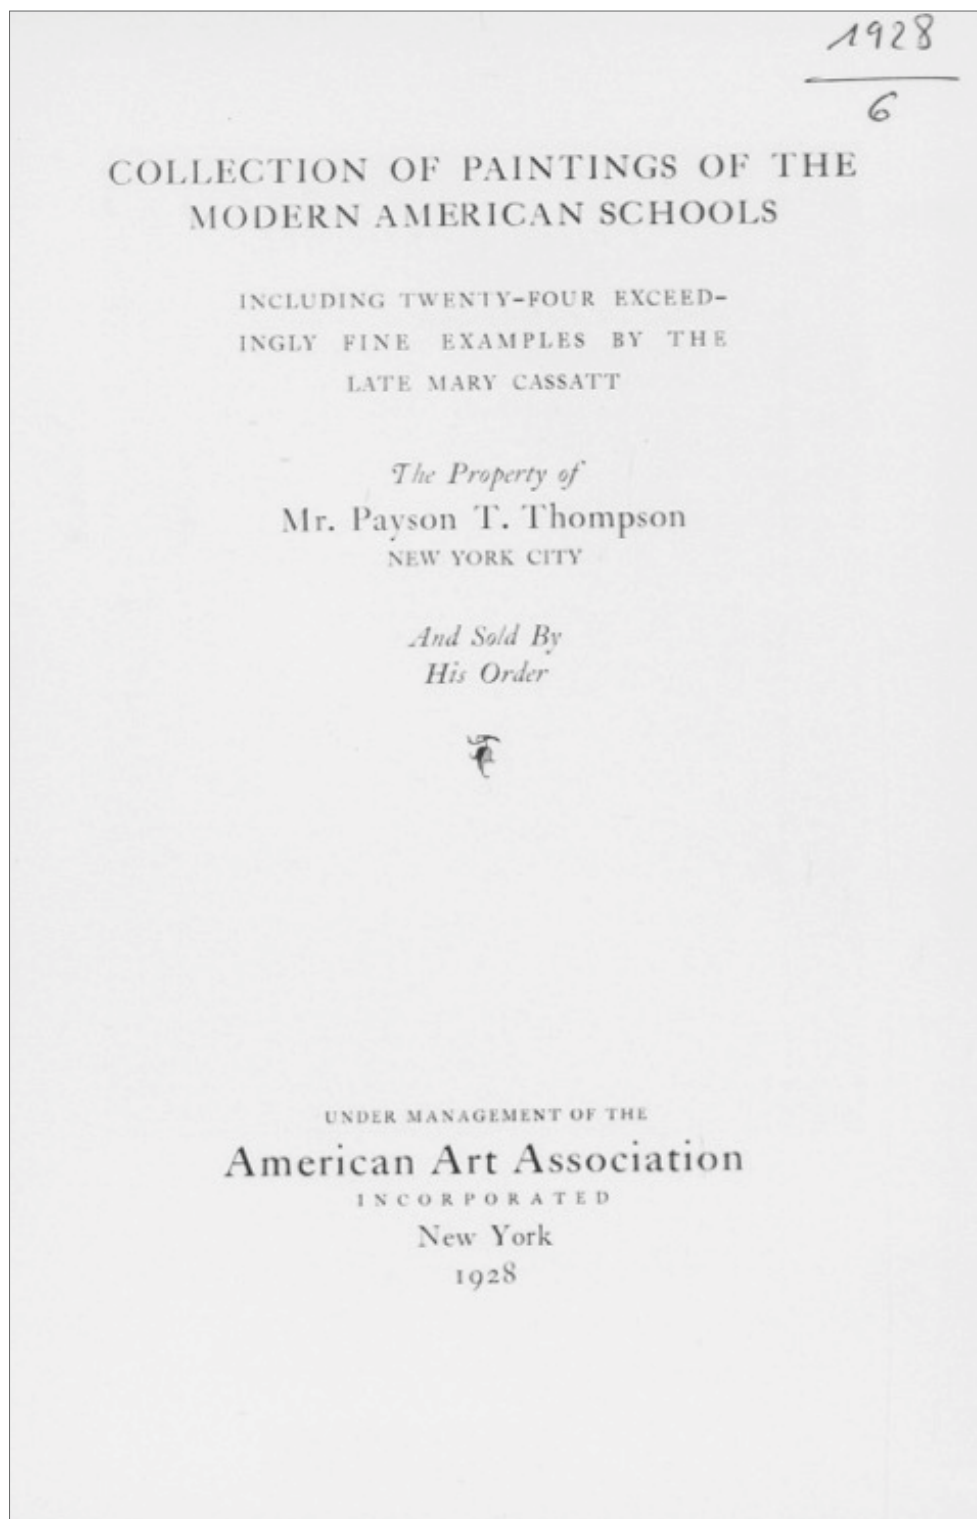 1928
6
COLLECTION OF PAINTINGS OF THE
MODERN AMERICAN SCHOOLS
INCLUDING TWENTY-FOUR EXCEED-
INGLY FINE EXAMPLES BY THE
LATE MARY CASSATT
The Property of
Mr. Payson T. Thompson
NEW YORK CITY
And Sold By
His Order
UNDER MANAGEMENT OF THE
American Art Association
INCORPORATED
New York
1928